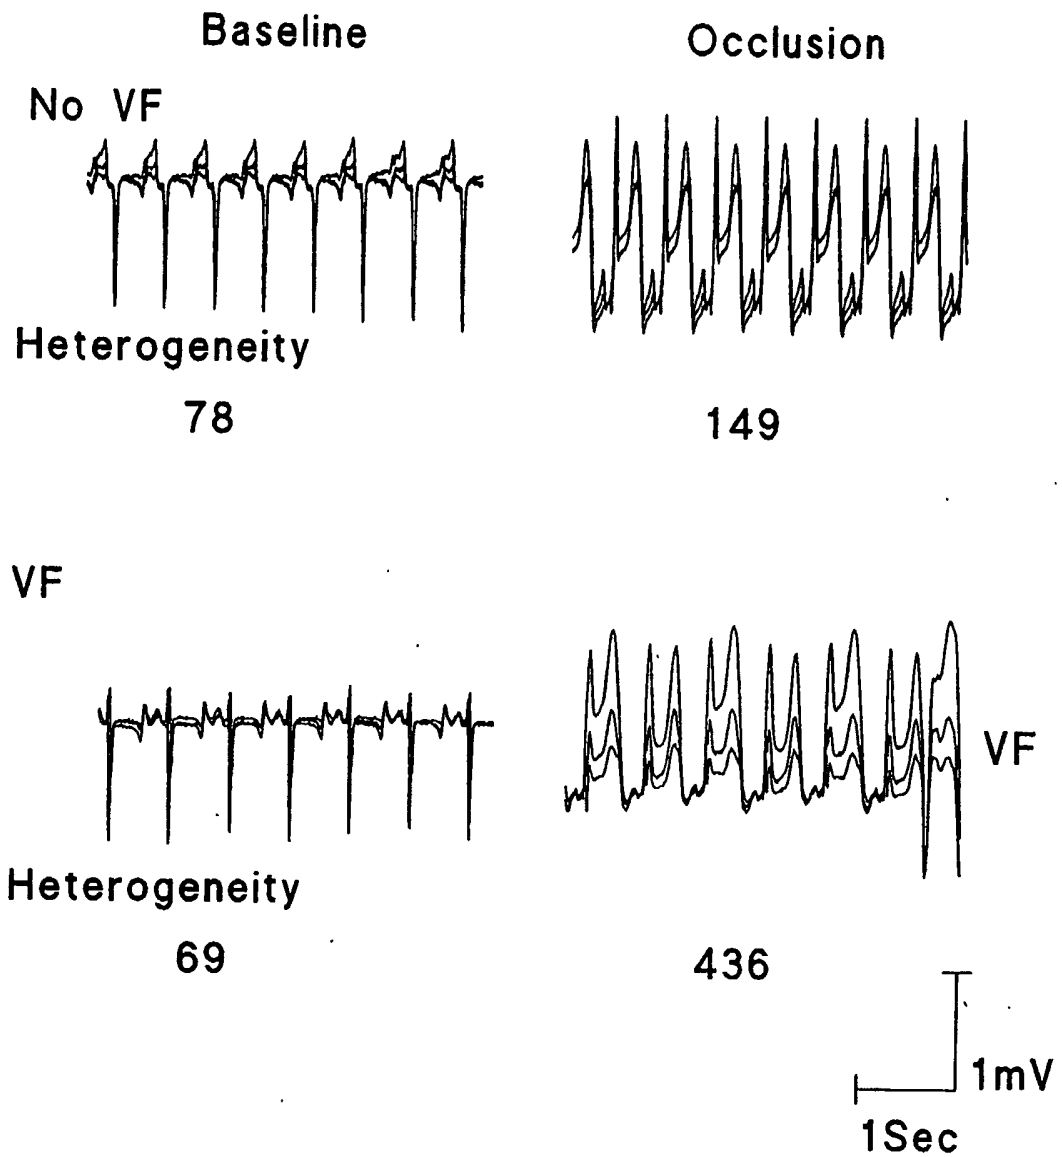 Baseline
Occlusion
No VF
Heterogeneity
78
149
VF
VF
Heterogeneity
69
436
1mV
1Sec